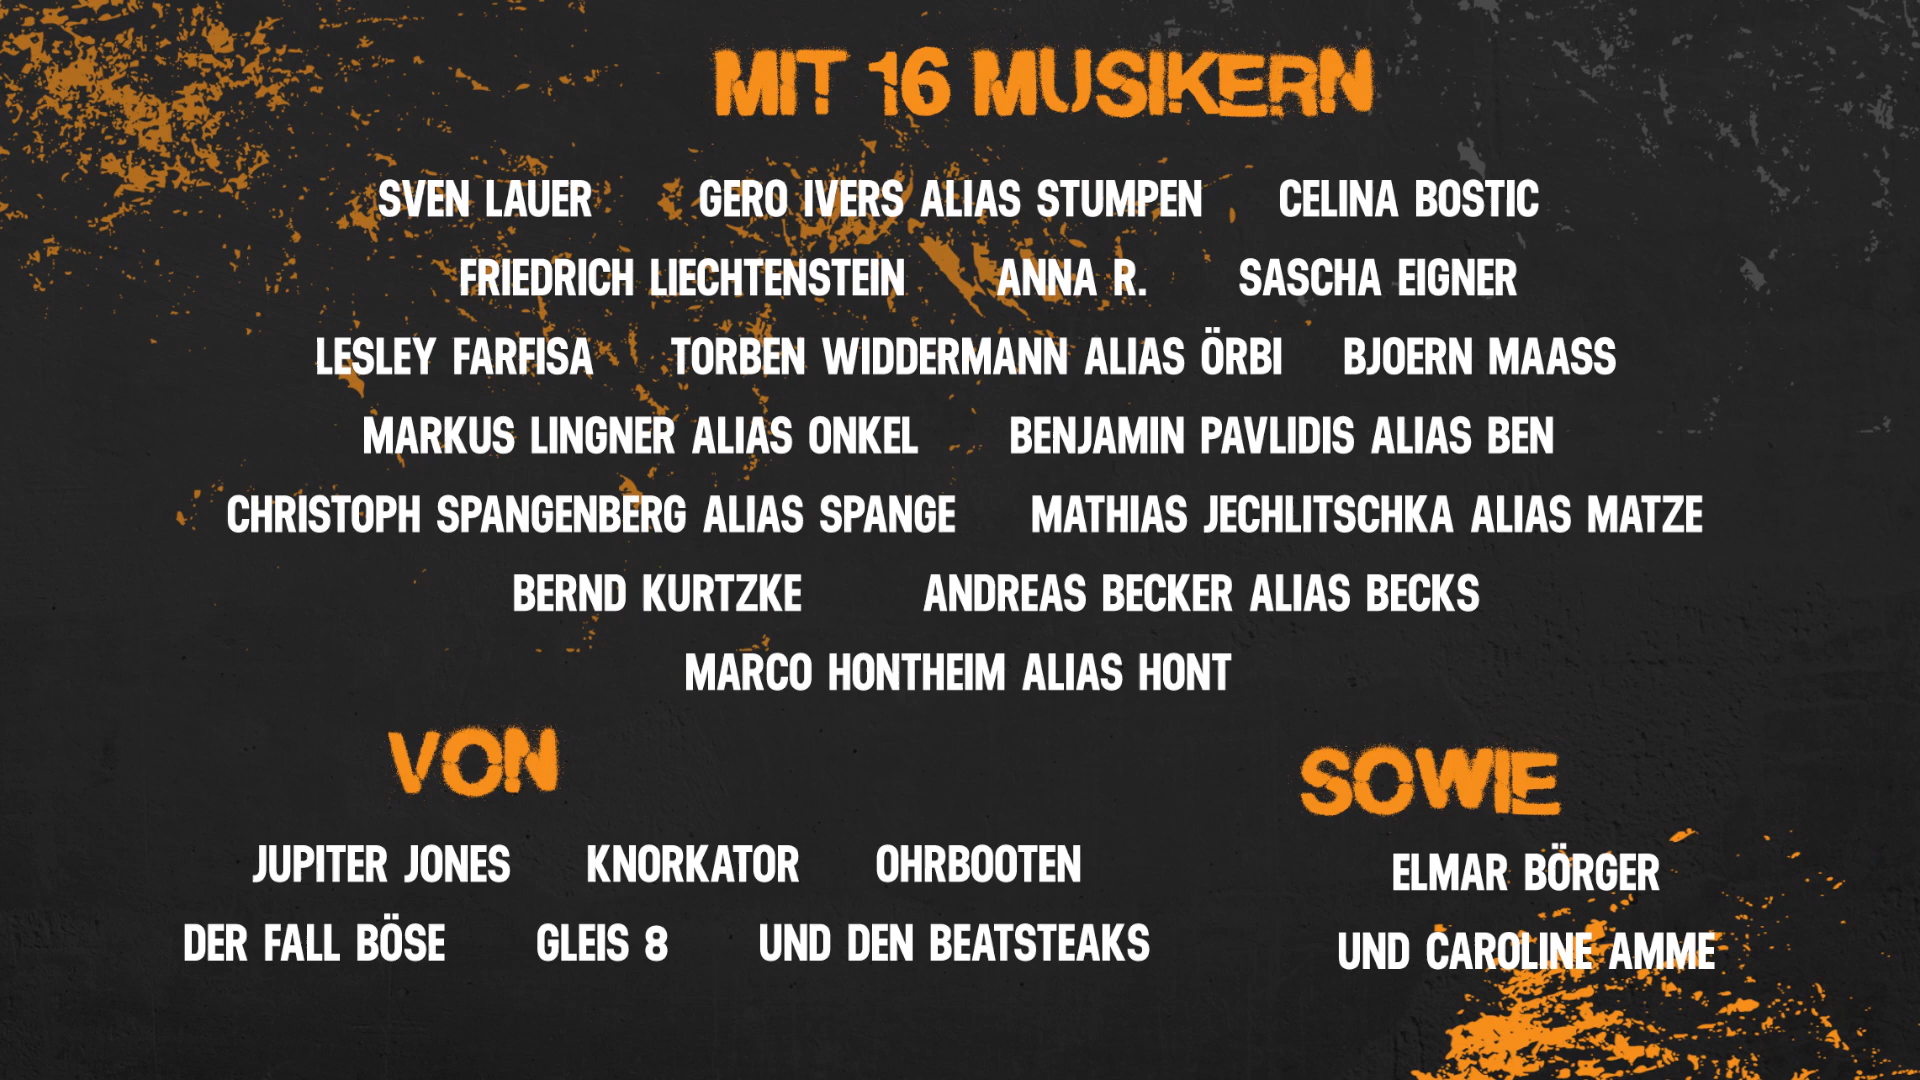 MIT 16 MUSIKERN
SVEN LAUER GERO IVERS ALIAS STUMPEN CELINA BOSTIC
FRIEDRICH LIECHTENSTEIN ANNA R. SASCHA EIGNER
LESLEY FARFISA TORBEN WIDDERMANN ALIAS ÖRBI BJOERN MAASS
MARKUS LINGNER ALIAS ONKEL BENJAMIN PAVLIDIS ALIAS BEN
CHRISTOPH SPANGENBERG ALIAS SPANGE MATHIAS JECHLITSCHKA ALIAS MATZE
BERND KURTZKE ANDREAS BECKER ALIAS BECKS
MARCO HONTHEIM ALIAS HONT
VON
JUPITER JONES KNORKATOR OHRBOOTEN
DER FALL BÖSE GLEIS 8 UND DEN BEATSTEAKS
SOWIE
ELMAR BÖRGER
UND CAROLINE AMME